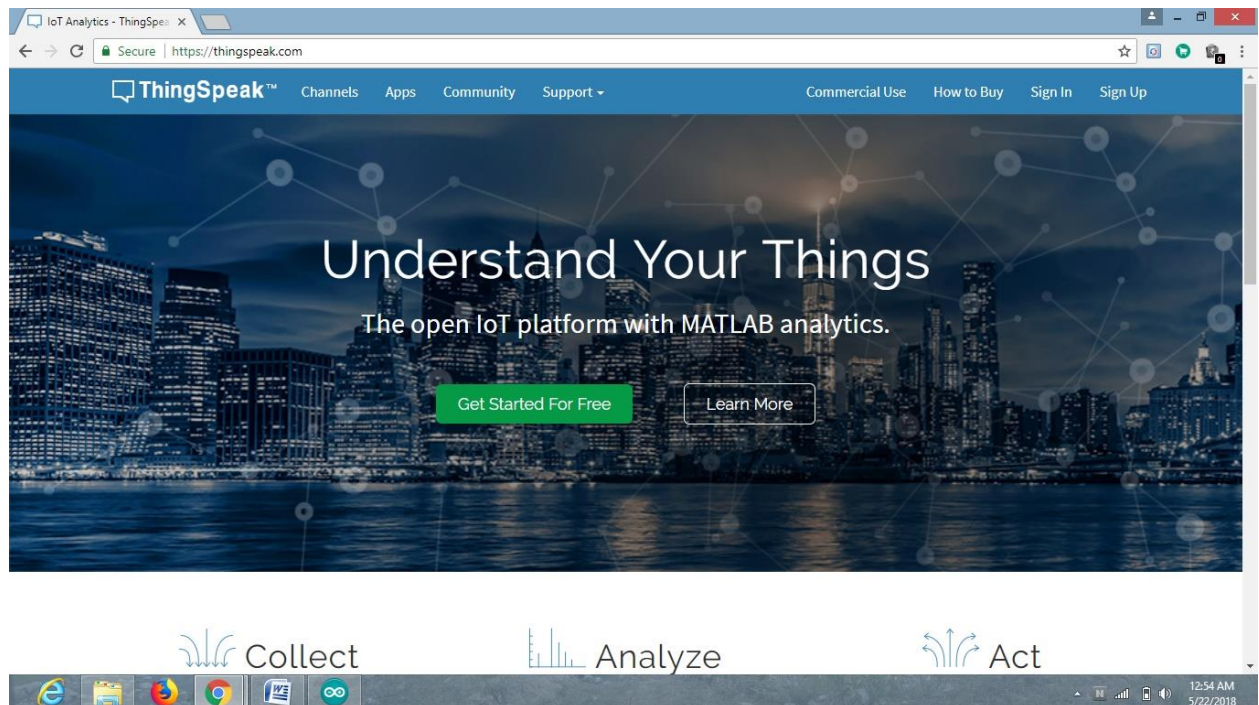 IoT Analytics - ThingSpea
Secure | https://thingspeak.com
0
ThingSpeak™ Channels Apps Community Support Commercial Use How to Buy Sign In Sign Up
Understand Your Things
The open IoT platform with MATLAB analytics.
Get Started For Free Learn More
Collect Analyze Act
12:54 AM
5/22/2018